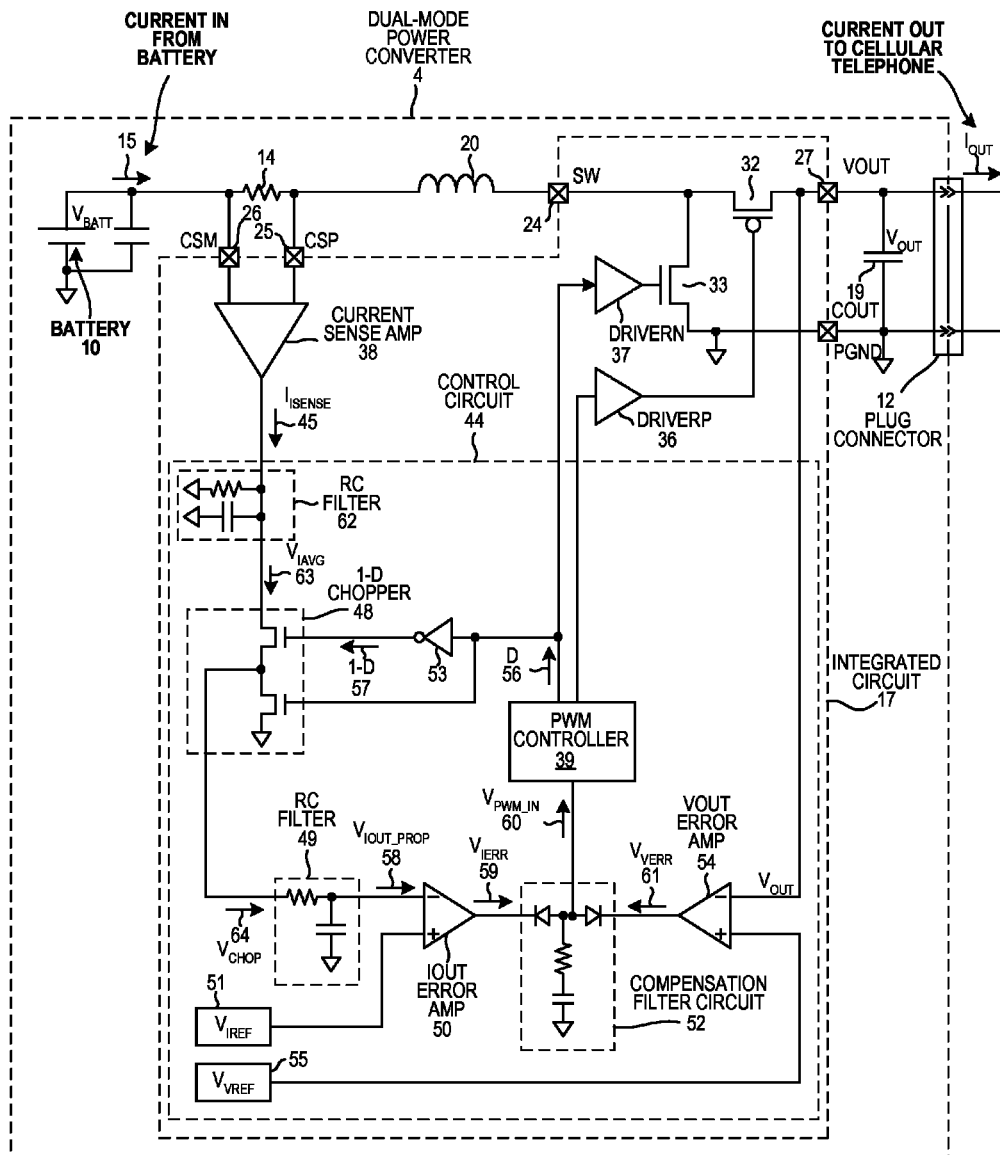 CURRENT IN
FROM
BATTERY
DUAL-MODE
POWER
CONVERTER
4
CURRENT OUT
TO CELLULAR
TELEPHONE
15
14
20
SW
24
32
27
VOUT
IOUT
VBATT
26
25
CSM
CSP
BATTERY
10
CURRENT
SENSE AMP
38
DRIVERN
37
33
VOUT
19
COUT
PGND
12
PLUG
CONNECTOR
DRIVERP
36
IISENSE
45
CONTROL
CIRCUIT
44
RC
FILTER
62
VIAVG
63
1-D
CHOPPER
48
1-D
57
53
D
56
INTEGRATED
CIRCUIT
17
PWM
CONTROLLER
39
RC
FILTER
49
VIOUT_PROP
58
VIERR
59
VPWM_IN
60
VVERR
61
VOUT
ERROR
AMP
54
VOUT
64
VCHOP
-
+
-
+
IOUT
ERROR
AMP
50
COMPENSATION
FILTER CIRCUIT
52
51
VIREF
55
VVREF